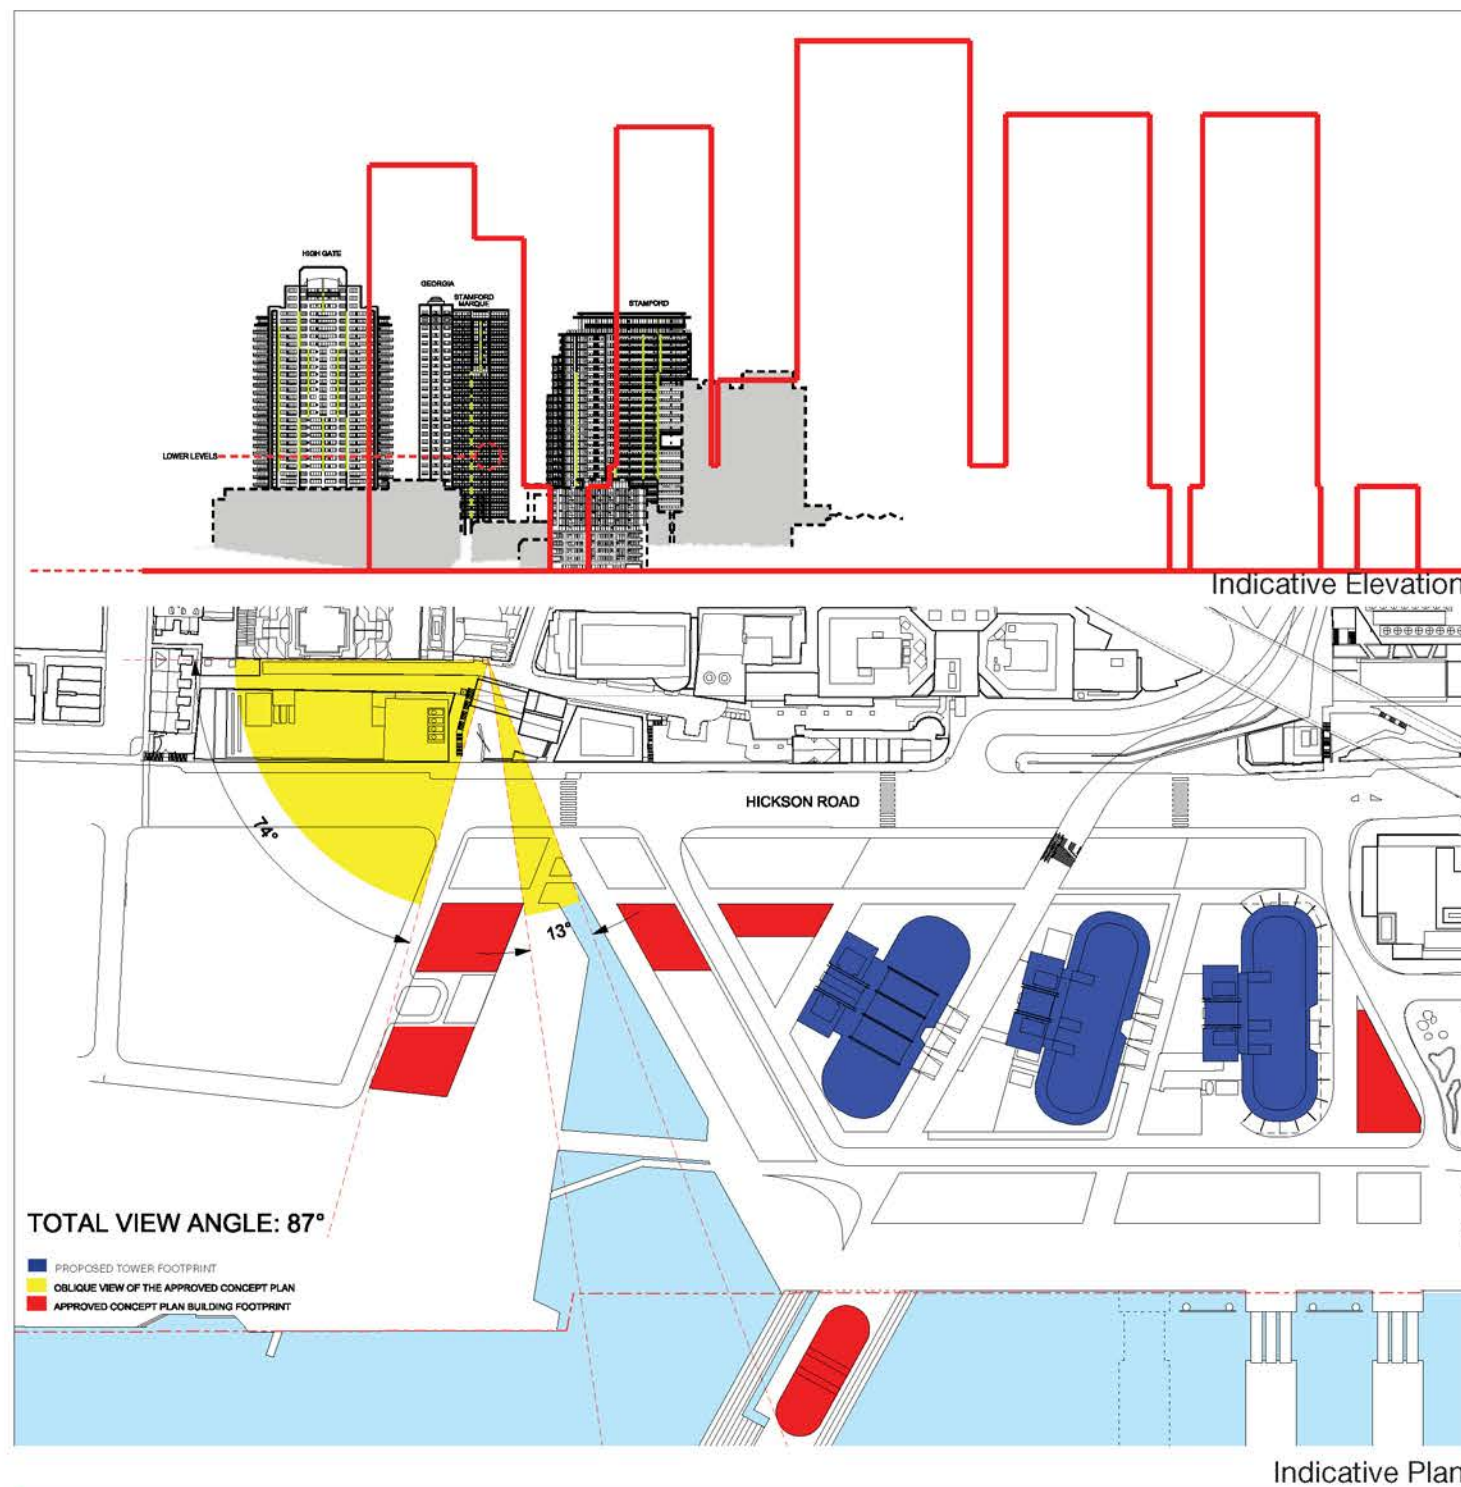 HIGH GATE
GEORGIA
STAMFORD
MARQUE
STAMFORD
LOWER LEVELS
Indicative Elevation
HICKSON ROAD
74°
13°
TOTAL VIEW ANGLE: 87°
PROPOSED TOWER FOOTPRINT
OBLIQUE VIEW OF THE APPROVED CONCEPT PLAN
APPROVED CONCEPT PLAN BUILDING FOOTPRINT
Indicative Plan